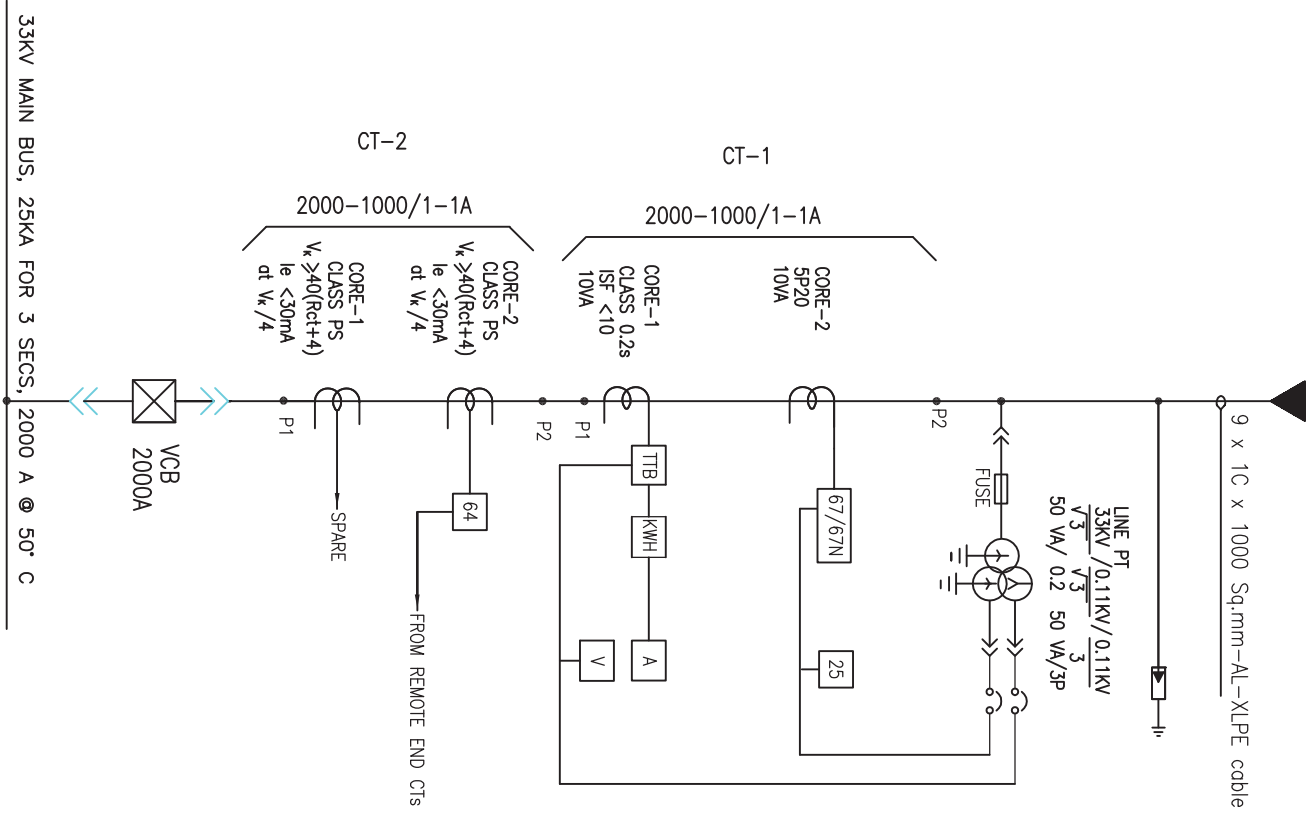 33KV MAIN BUS, 25KA FOR 3 SECS, 2000 A @ 50° C
VCB
2000A
CT-2
2000-1000/1-1A
CORE-1
CLASS PS
VK >40(Rct+4)
Ie <30mA
at VK/4
CORE-2
CLASS PS
VK >40(Rct+4)
Ie <30mA
at VK/4
P1
SPARE
64
FROM REMOTE END CTs
P2
CT-1
2000-1000/1-1A
CORE-1
CLASS 0.2s
ISF <10
10VA
CORE-2
5P20
10VA
P1
TTB
KWH
A
V
67/67N
25
P2
FUSE
LINE PT
33KV/0.11KV/0.11KV
√3 √3 3
50 VA/ 0.2 50 VA/3P
9 x 1C x 1000 Sq.mm-AL-XLPE cable